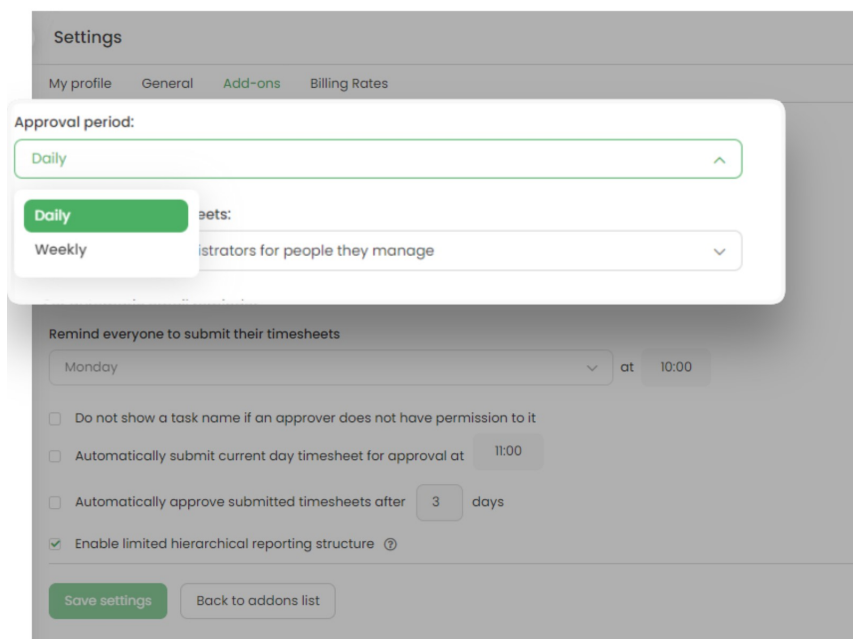 Settings
My profile General Add-ons Billing Rates
Approval period:
Daily
Daily
eets:
Weekly
istrators for people they manage
Remind everyone to submit their timesheets
Monday at 10:00
Do not show a task name if an approver does not have permission to it
Automatically submit current day timesheet for approval at 11:00
Automatically approve submitted timesheets after 3 days
Enable limited hierarchical reporting structure ?
Save settings Back to addons list